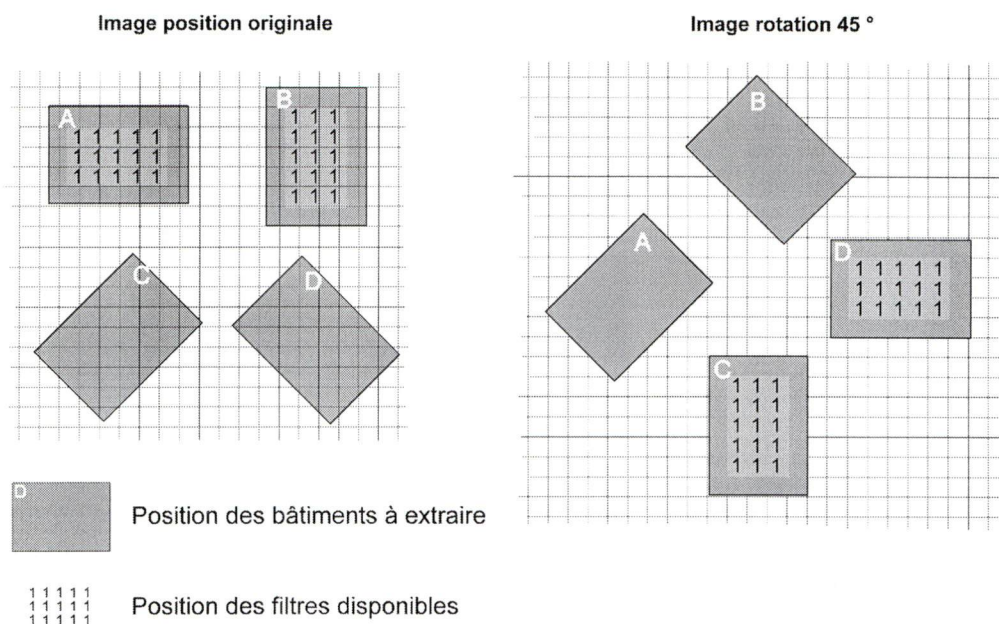 Image position originale
Image rotation 45 °
A
1 1 1 1 1
1 1 1 1 1
1 1 1 1 1
B
1 1 1
1 1 1
1 1 1
1 1 1
1 1 1
C
D
B
A
D
1 1 1 1 1
1 1 1 1 1
1 1 1 1 1
C
1 1 1
1 1 1
1 1 1
1 1 1
1 1 1
D
Position des bâtiments à extraire
1 1 1 1 1
1 1 1 1 1
1 1 1 1 1
Position des filtres disponibles